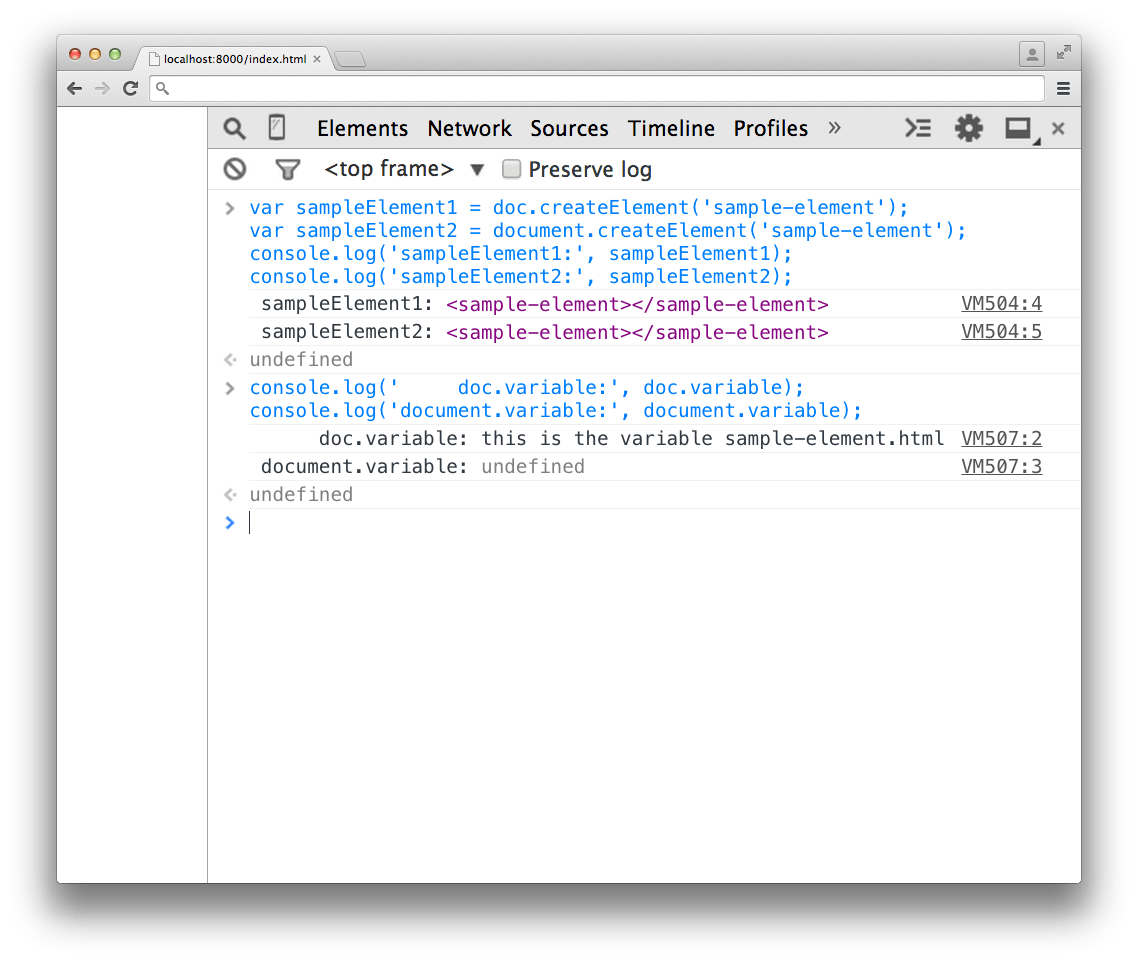 localhost:8000/index.html
Elements Network Sources Timeline Profiles »
<top frame> ▼ Preserve log
> var sampleElement1 = doc.createElement('sample-element');
var sampleElement2 = document.createElement('sample-element');
console.log('sampleElement1:', sampleElement1);
console.log('sampleElement2:', sampleElement2);
sampleElement1: <sample-element></sample-element> VM504:4
sampleElement2: <sample-element></sample-element> VM504:5
undefined
> console.log('     doc.variable:', doc.variable);
console.log('document.variable:', document.variable);
     doc.variable: this is the variable sample-element.html VM507:2
document.variable: undefined VM507:3
undefined
>